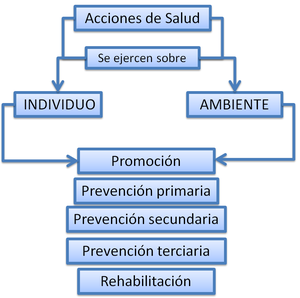 Acciones de Salud
Se ejercen sobre
INDIVIDUO
AMBIENTE
Promoción
Prevención primaria
Prevención secundaria
Prevención terciaria
Rehabilitación